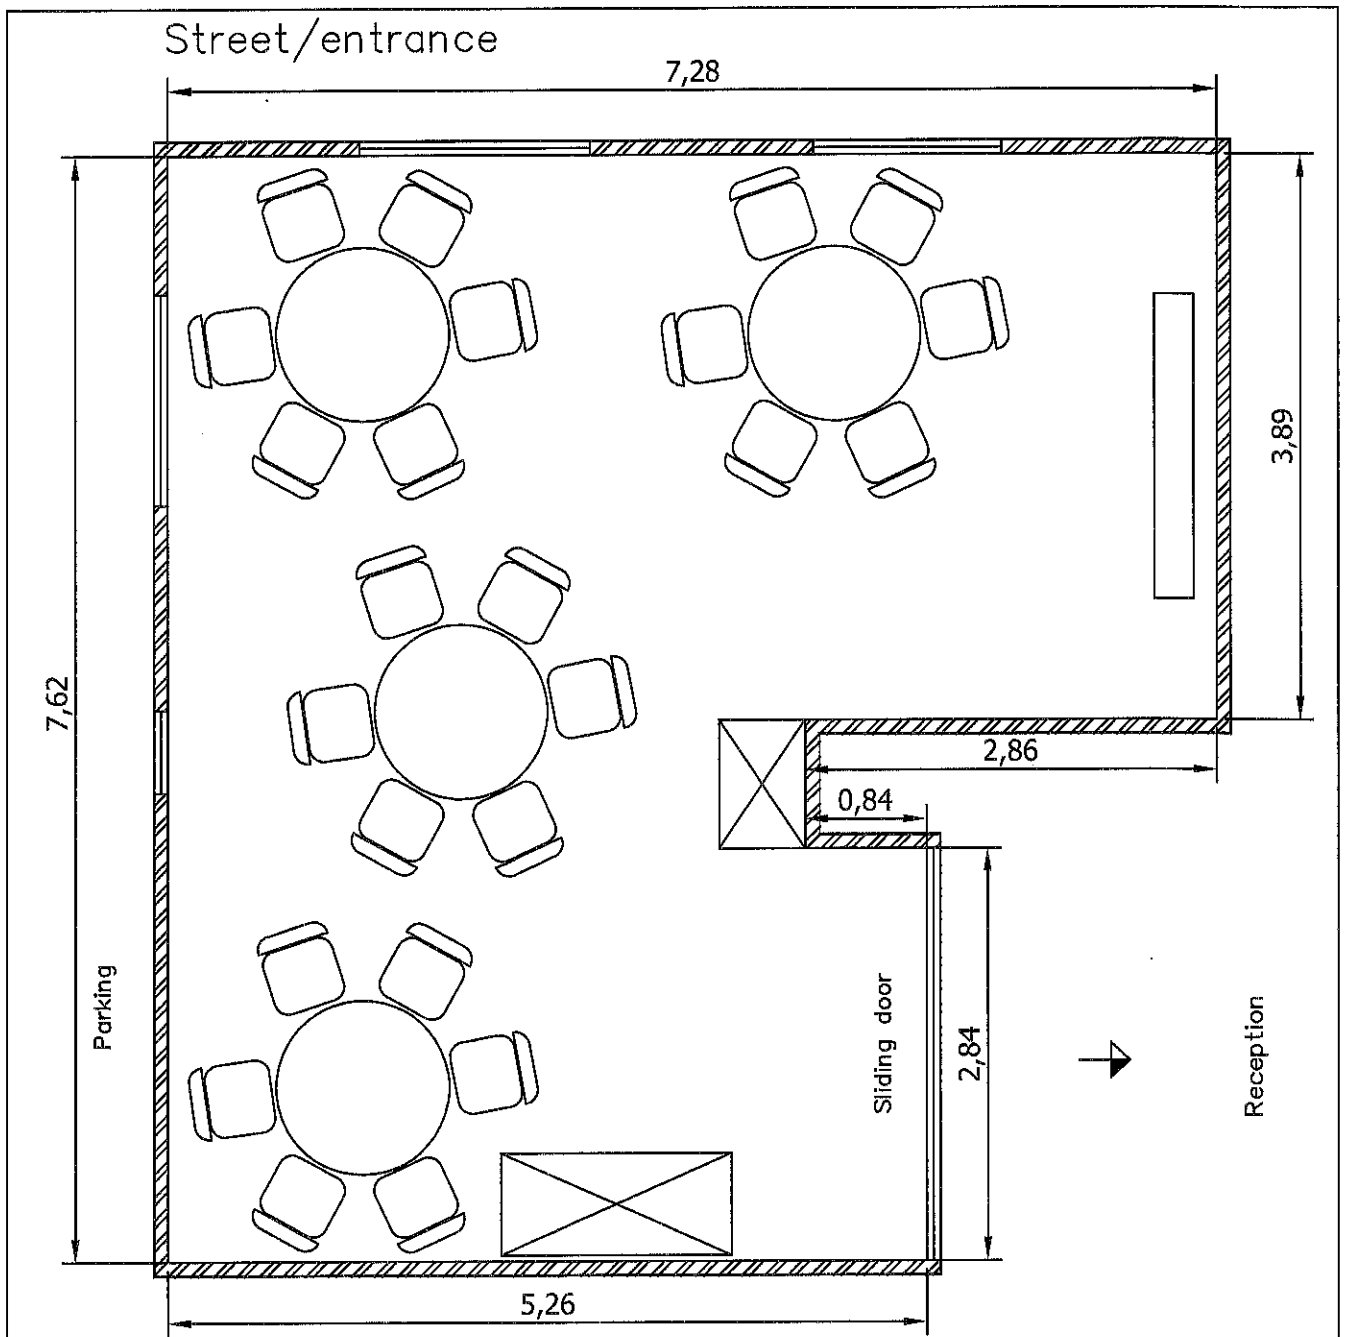 Street/entrance
7,28
3,89
7,62
2,86
0,84
Parking
Sliding door
2,84
Reception
5,26